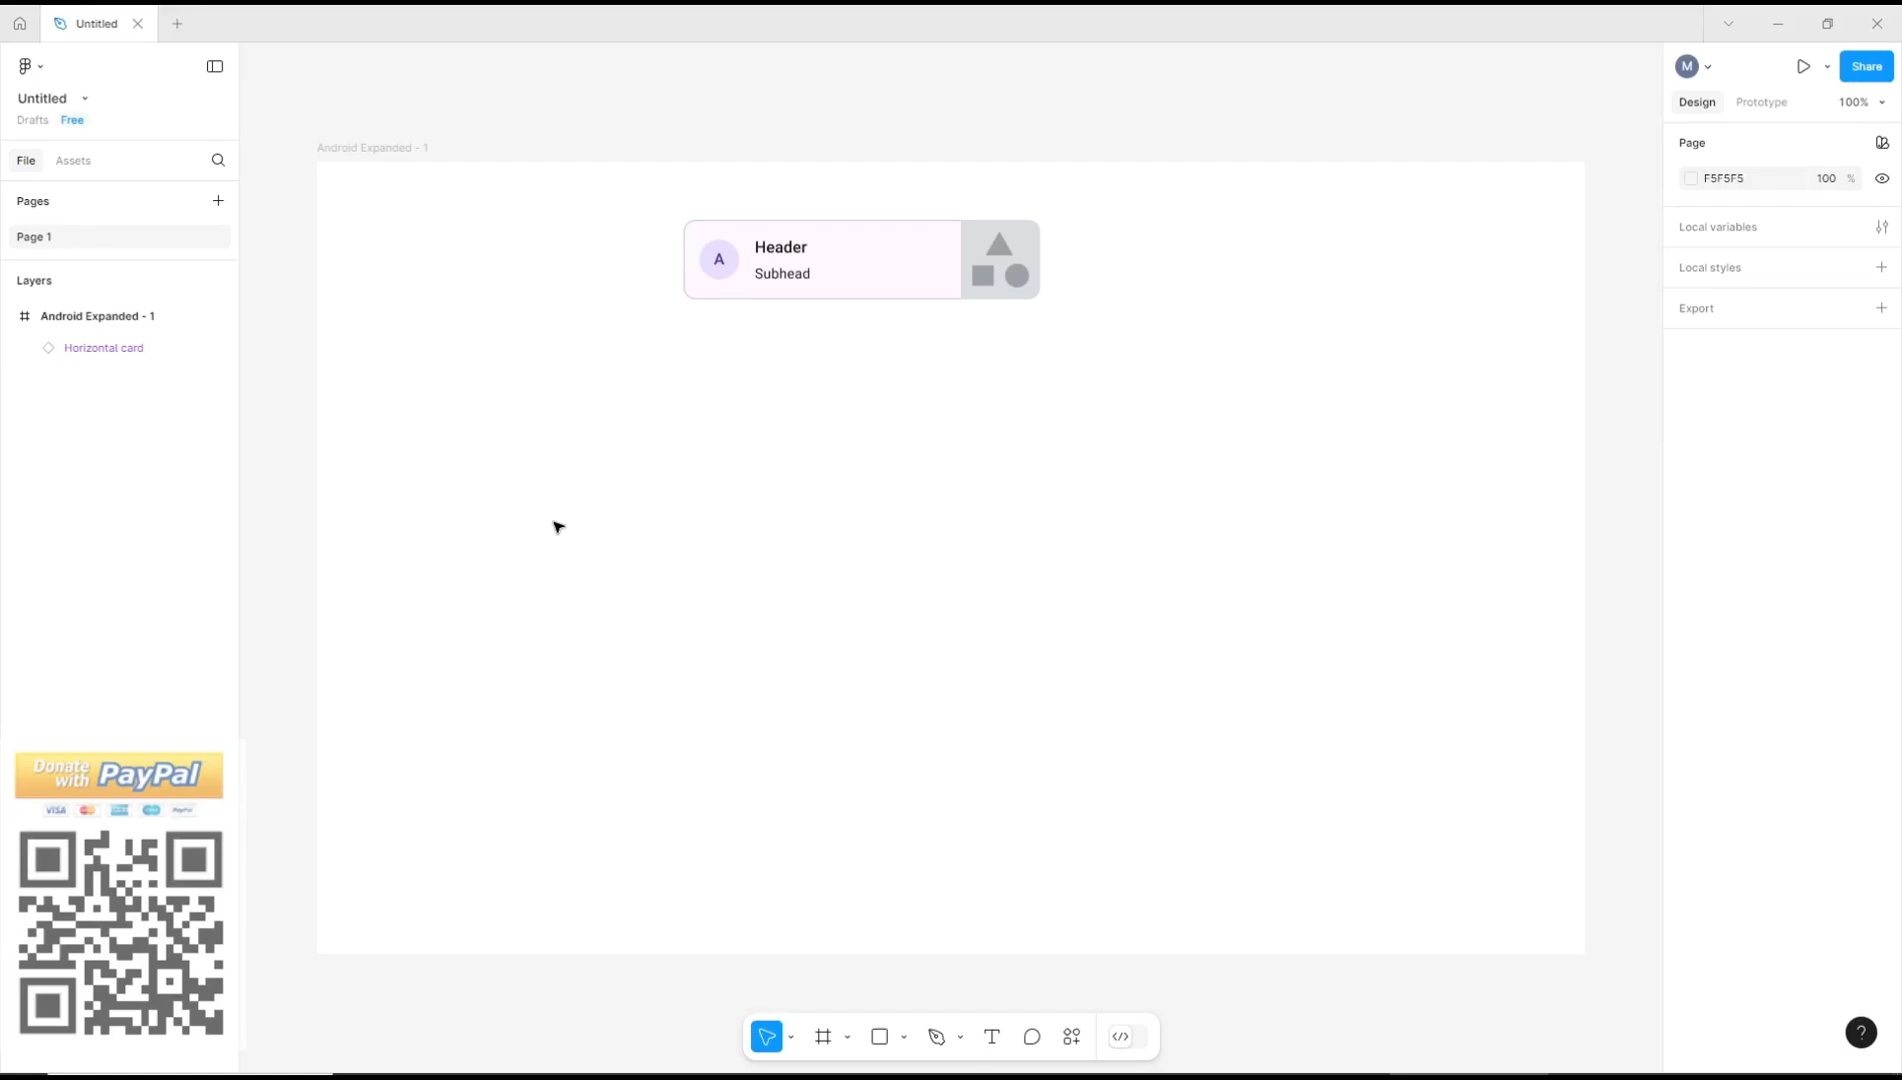 Untitled
Untitled
Drafts Free
File Assets
Pages
Page 1
Layers
Android Expanded - 1
Horizontal card
Donate
with PayPal
VISA
PayPal
Android Expanded - 1
A
Header
Subhead
M
Share
Design Prototype 100%
Page
F5F5F5 100 %
Local variables
Local styles
Export
T
</>
?